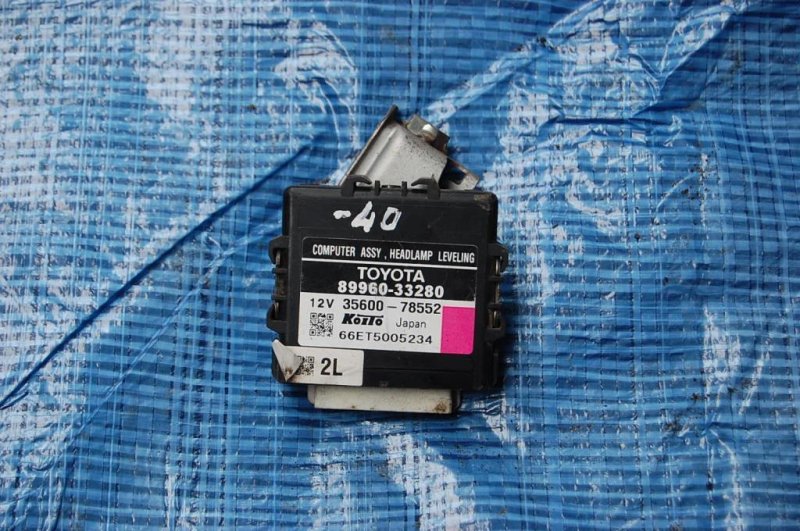 -40
COMPUTER ASSY, HEADLAMP LEVELING
TOYOTA
89960-33280
12V 35600-78552
KOITO Japan
66ET5005234
2L